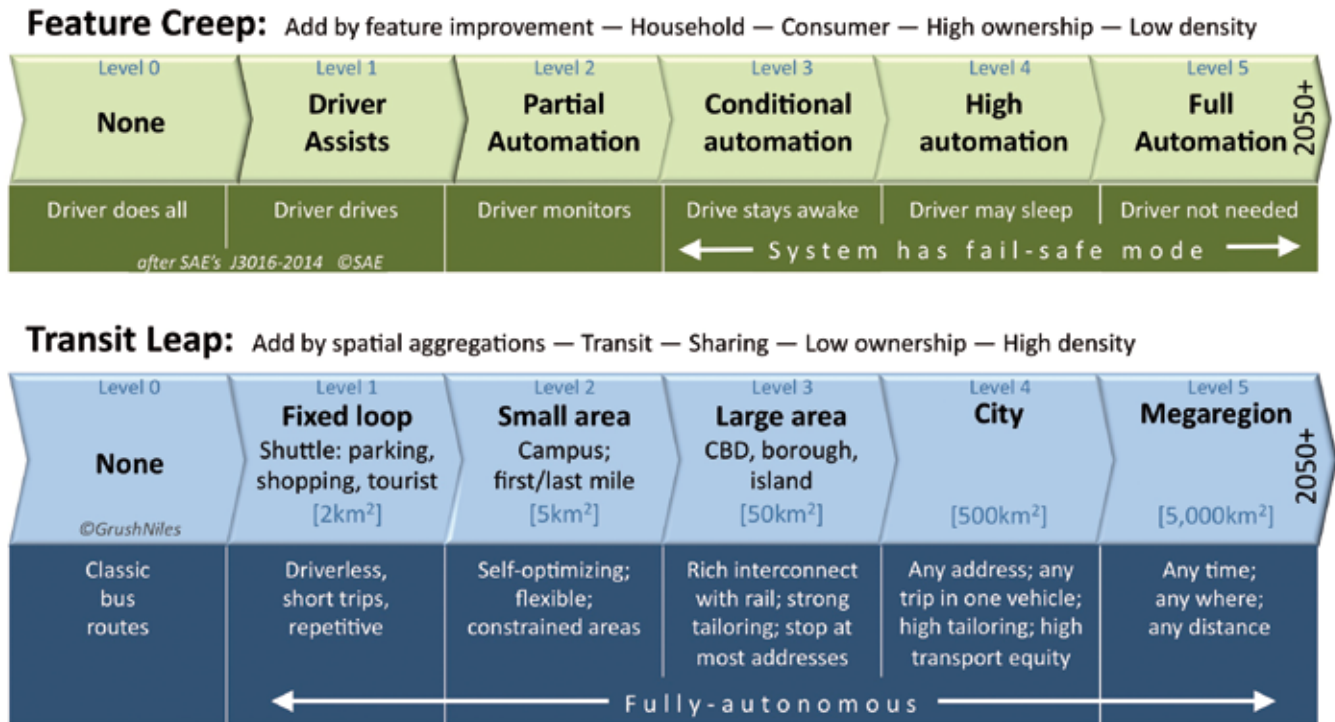 Feature Creep: Add by feature improvement — Household — Consumer — High ownership — Low density
Level 0
None
Level 1
Driver
Assists
Level 2
Partial
Automation
Level 3
Conditional
automation
Level 4
High
automation
Level 5
Full
Automation
2050+
Driver does all
Driver drives
Driver monitors
Drive stays awake
Driver may sleep
Driver not needed
after SAE's J3016-2014 ©SAE
System has fail-safe mode
Transit Leap: Add by spatial aggregations — Transit — Sharing — Low ownership — High density
Level 0
None
©GrushNiles
Level 1
Fixed loop
Shuttle: parking,
shopping, tourist
[2km²]
Level 2
Small area
Campus;
first/last mile
[5km²]
Level 3
Large area
CBD, borough,
island
[50km²]
Level 4
City
[500km²]
Level 5
Megaregion
[5,000km²]
2050+
Classic
bus
routes
Driverless,
short trips,
repetitive
Self-optimizing;
flexible;
constrained areas
Rich interconnect
with rail; strong
tailoring; stop at
most addresses
Any address; any
trip in one vehicle;
high tailoring; high
transport equity
Any time;
any where;
any distance
Fully-autonomous